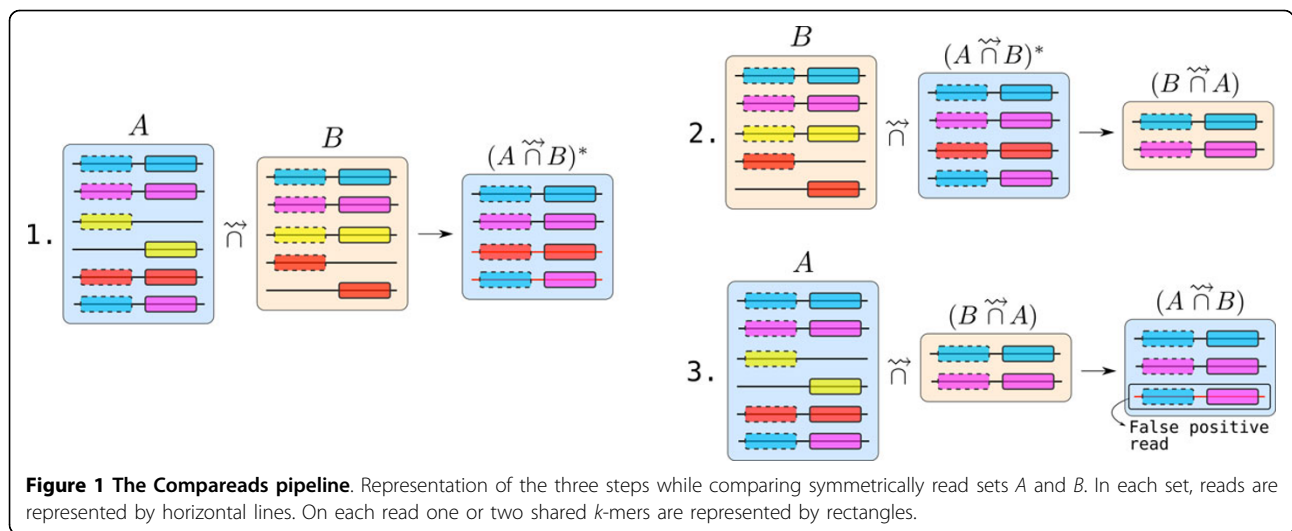 1.
A
∩⃗
B
(A ∩⃗ B)*
2.
B
∩⃗
(A ∩⃗ B)*
(B ∩⃗ A)
3.
A
∩⃗
(B ∩⃗ A)
(A ∩⃗ B)
False positive
read
Figure 1 The Compareads pipeline. Representation of the three steps while comparing symmetrically read sets A and B. In each set, reads are
represented by horizontal lines. On each read one or two shared k-mers are represented by rectangles.